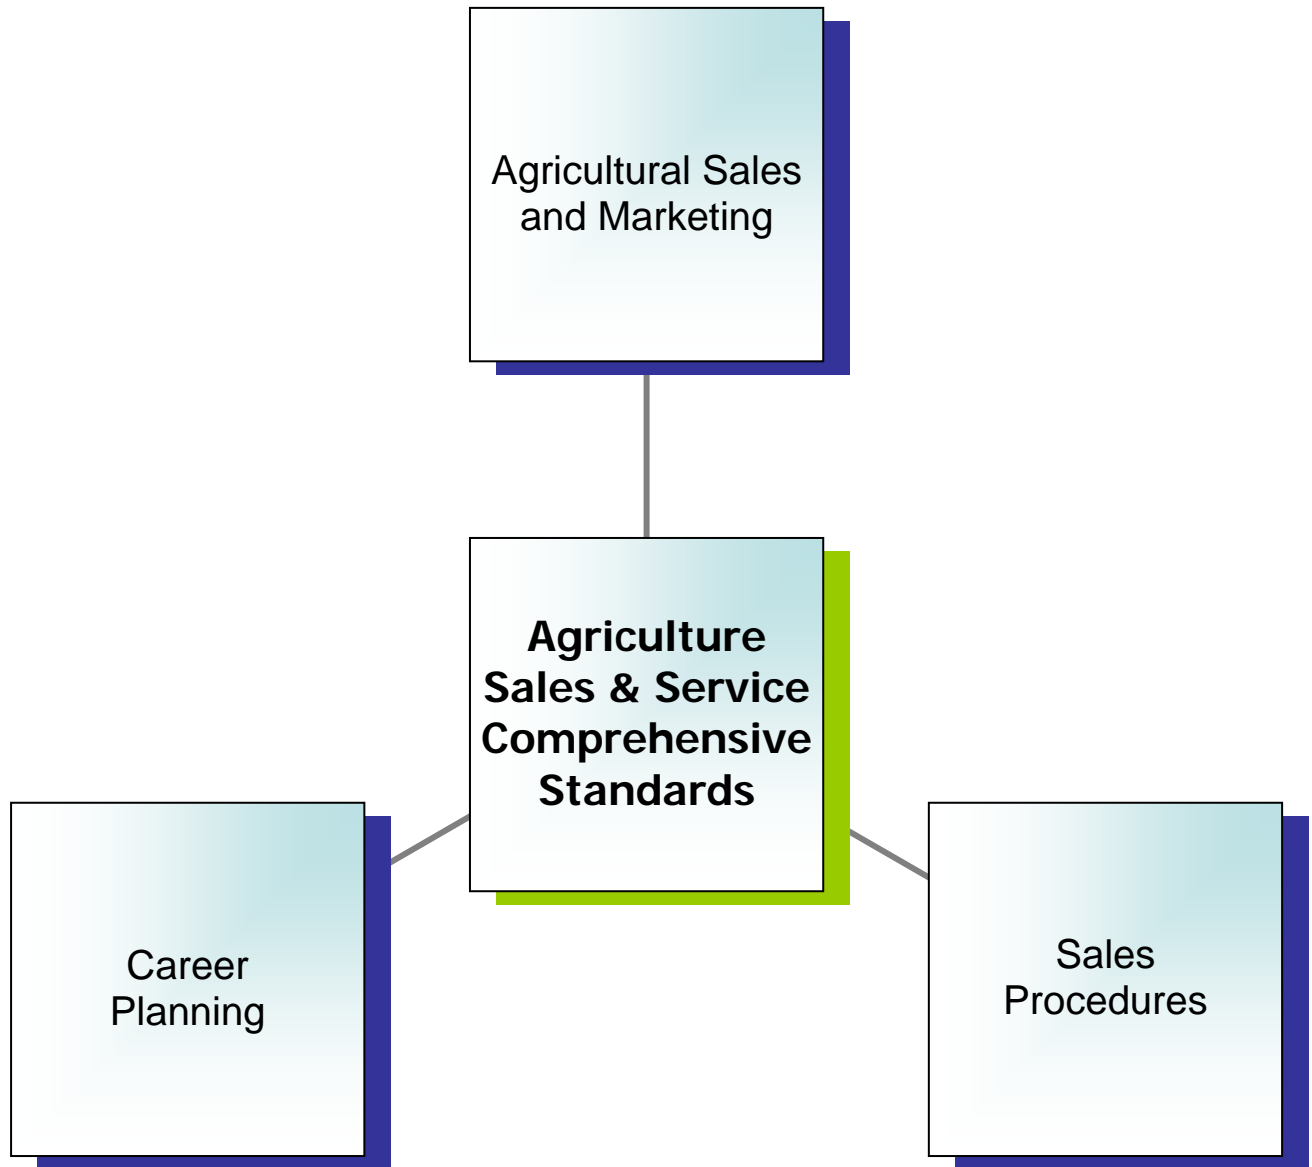 Agricultural Sales
and Marketing
Agriculture
Sales & Service
Comprehensive
Standards
Career
Planning
Sales
Procedures